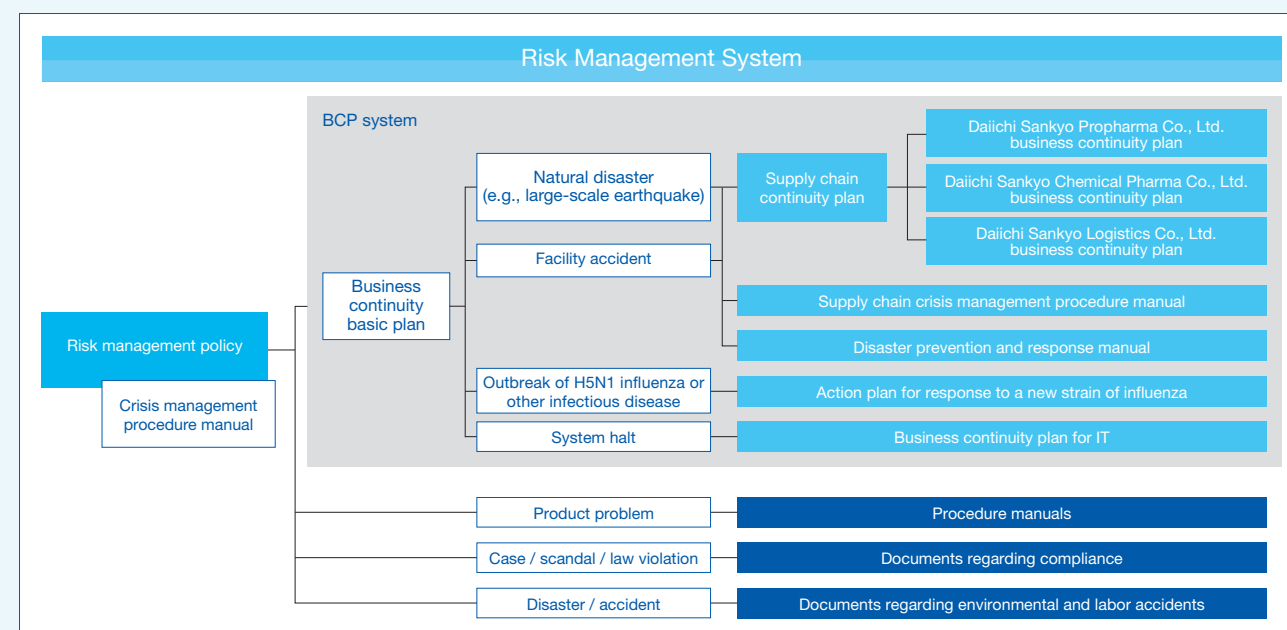 Risk Management System
BCP system
Risk management policy
Crisis management
procedure manual
Business
continuity
basic plan
Natural disaster
(e.g., large-scale earthquake)
Facility accident
Outbreak of H5N1 influenza or
other infectious disease
System halt
Supply chain
continuity plan
Daiichi Sankyo Propharma Co., Ltd.
business continuity plan
Daiichi Sankyo Chemical Pharma Co., Ltd.
business continuity plan
Daiichi Sankyo Logistics Co., Ltd.
business continuity plan
Supply chain crisis management procedure manual
Disaster prevention and response manual
Action plan for response to a new strain of influenza
Business continuity plan for IT
Product problem
Procedure manuals
Case / scandal / law violation
Documents regarding compliance
Disaster / accident
Documents regarding environmental and labor accidents